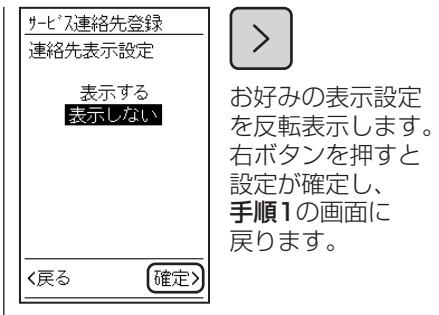 ｻｰﾋﾞｽ連絡先登録
連絡先表示設定
表示する
表示しない
<戻る
確定>
>
お好みの表示設定
を反転表示します。
右ボタンを押すと
設定が確定し、
手順1の画面に
戻ります。